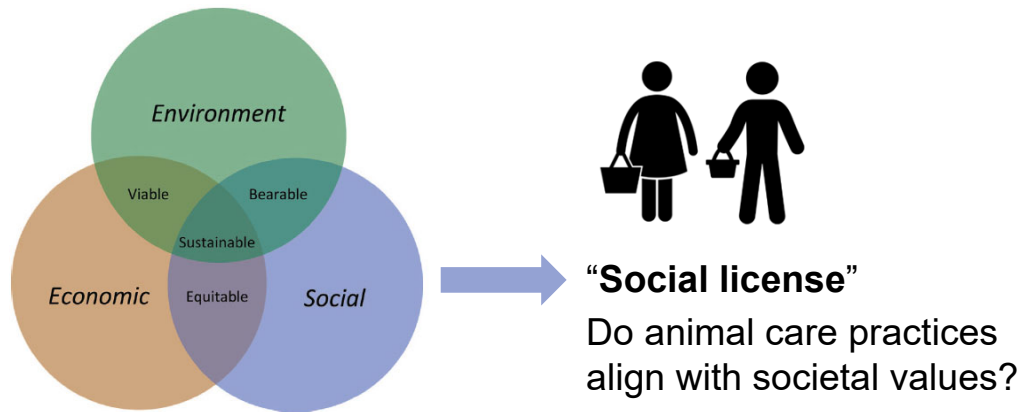 Environment
Viable
Bearable
Sustainable
Economic
Equitable
Social
“Social license”
Do animal care practices
align with societal values?